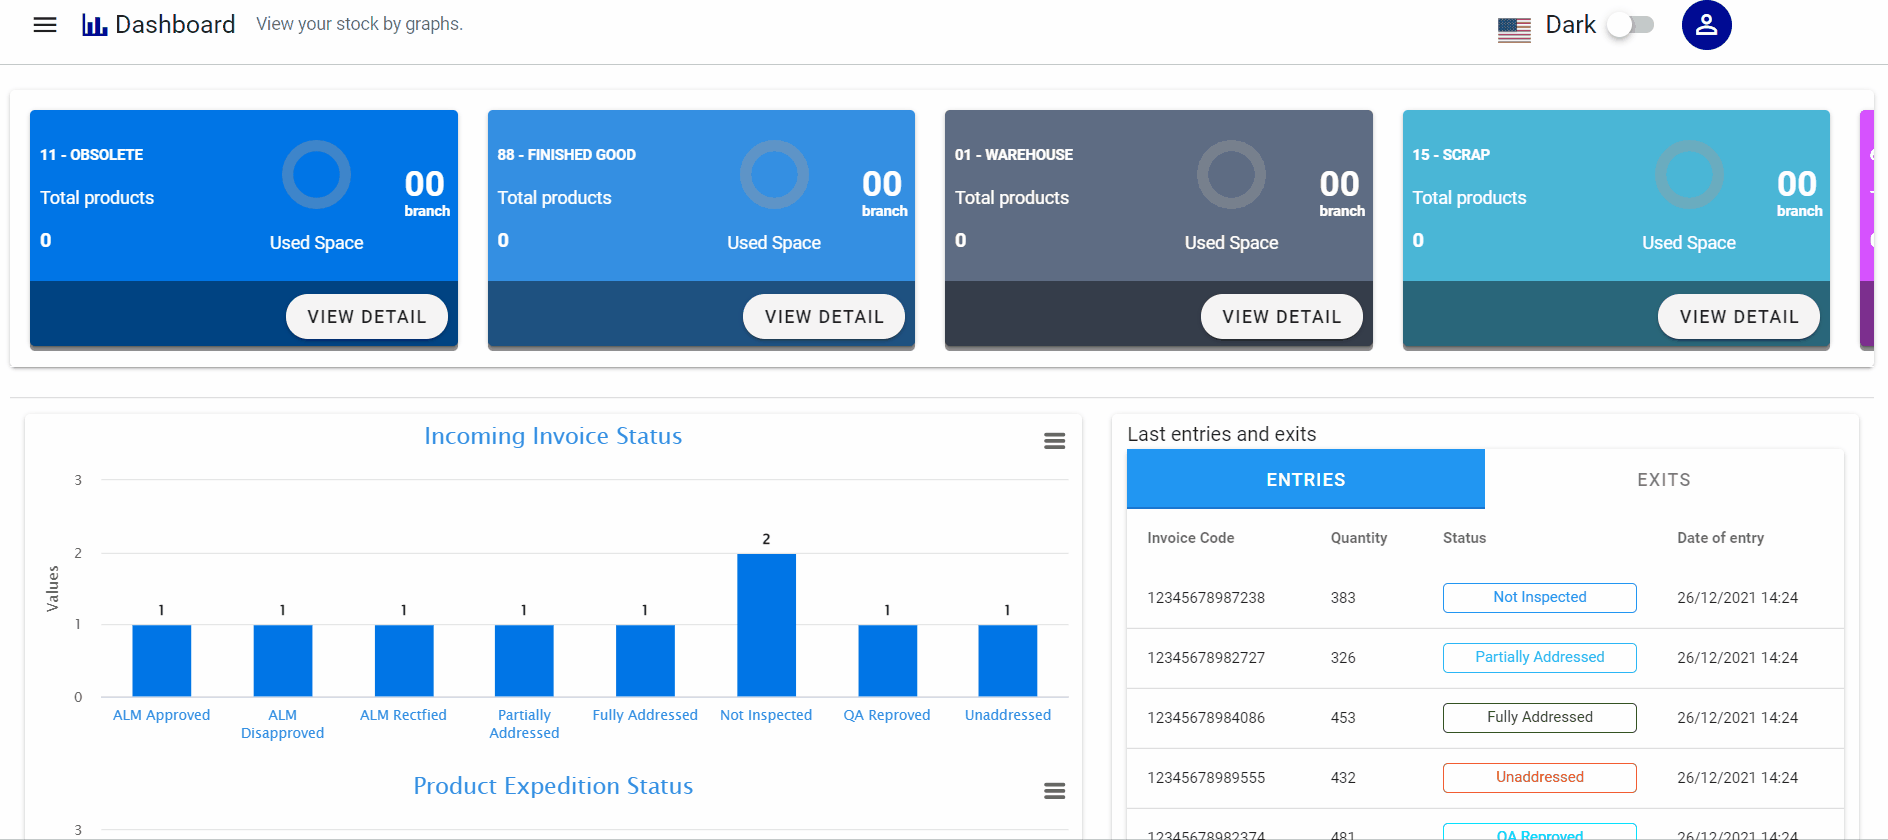 Dashboard View your stock by graphs.
Dark
11 - OBSOLETE
Total products
0
Used Space
00
branch
VIEW DETAIL
88 - FINISHED GOOD
Total products
0
Used Space
00
branch
VIEW DETAIL
01 - WAREHOUSE
Total products
0
Used Space
00
branch
VIEW DETAIL
15 - SCRAP
Total products
0
Used Space
00
branch
VIEW DETAIL
Incoming Invoice Status
Values
3
2
1
0
1
1
1
1
1
2
1
1
ALM Approved
ALM
Disapproved
ALM Rectfied
Partially
Addressed
Fully Addressed
Not Inspected
QA Reproved
Unaddressed
Product Expedition Status
3
Last entries and exits
ENTRIES EXITS
Invoice Code Quantity Status Date of entry
12345678987238 383 Not Inspected 26/12/2021 14:24
12345678982727 326 Partially Addressed 26/12/2021 14:24
12345678984086 453 Fully Addressed 26/12/2021 14:24
12345678989555 432 Unaddressed 26/12/2021 14:24
12345678982374 481 QA Reproved 26/12/2021 14:24